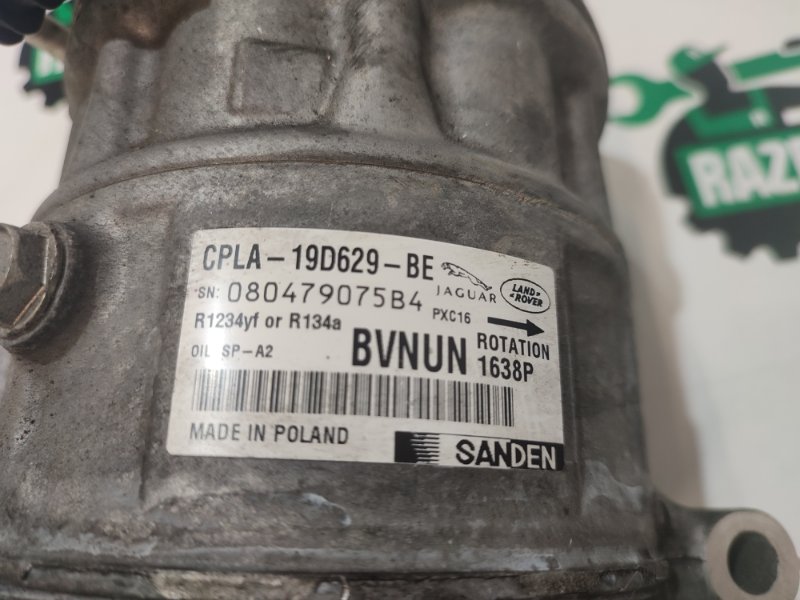 CPLA-19D629-BE
JAGUAR
LAND-
ROVER
SN: 080479075B4
PXC16
R1234yf or R134a
ROTATION
OIL SP-A2
BVNUN
1638P
MADE IN POLAND
SANDEN